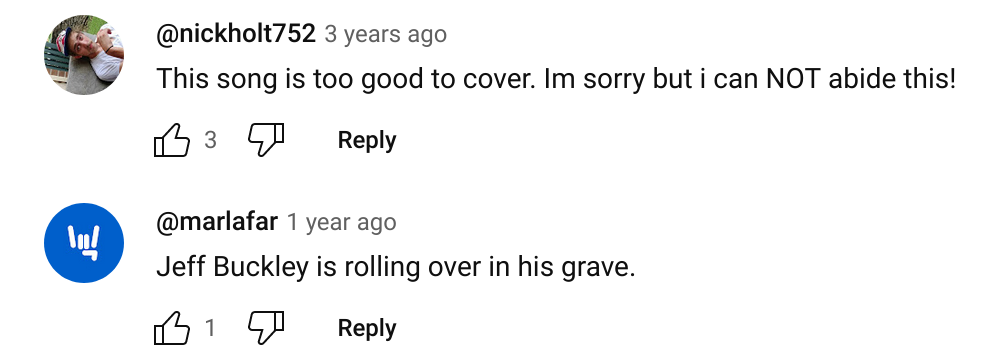 @nickholt752 3 years ago
This song is too good to cover. Im sorry but i can NOT abide this!
3 Reply
@marlafar 1 year ago
Jeff Buckley is rolling over in his grave.
1 Reply